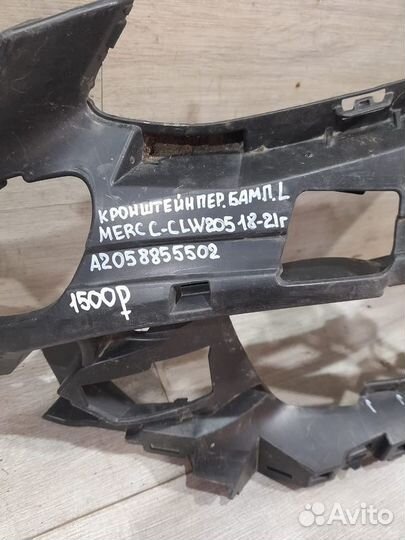 КРОНШТЕЙН ПЕР. БАМП. L
MERC C-CLW205 18-21г
A2058855502
1500р
Avito